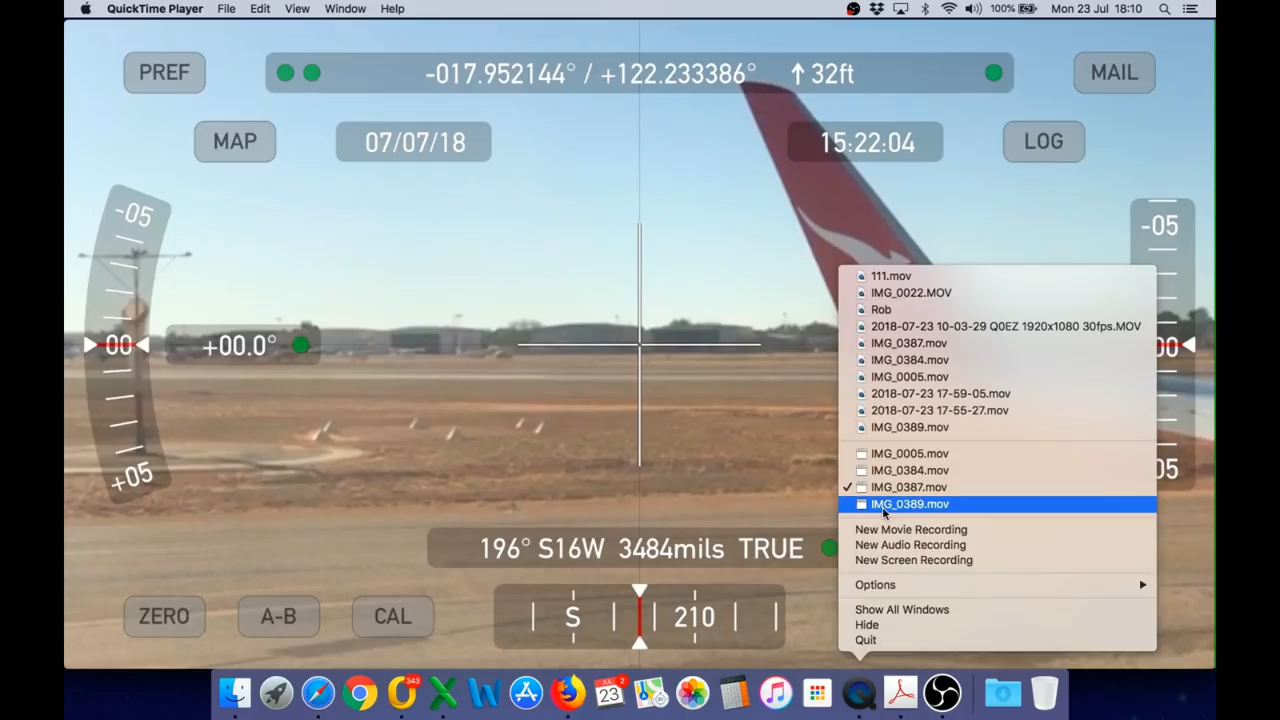 QuickTime Player File Edit View Window Help 100% Mon 23 Jul 18:10
PREF
-017.952144° / +122.233386° ↑ 32ft
MAIL
MAP
07/07/18
15:22:04
LOG
-05
00
+05
+00.0°
-05
00
05
111.mov
IMG_0022.MOV
Rob
2018-07-23 10-03-29 Q0EZ 1920x1080 30fps.MOV
IMG_0387.mov
IMG_0384.mov
IMG_0005.mov
2018-07-23 17-59-05.mov
2018-07-23 17-55-27.mov
IMG_0389.mov
IMG_0005.mov
IMG_0384.mov
✓ IMG_0387.mov
IMG_0389.mov
New Movie Recording
New Audio Recording
New Screen Recording
Options
Show All Windows
Hide
Quit
196° S16W 3484mils TRUE
ZERO
A-B
CAL
S
210
343
JUL
23
2